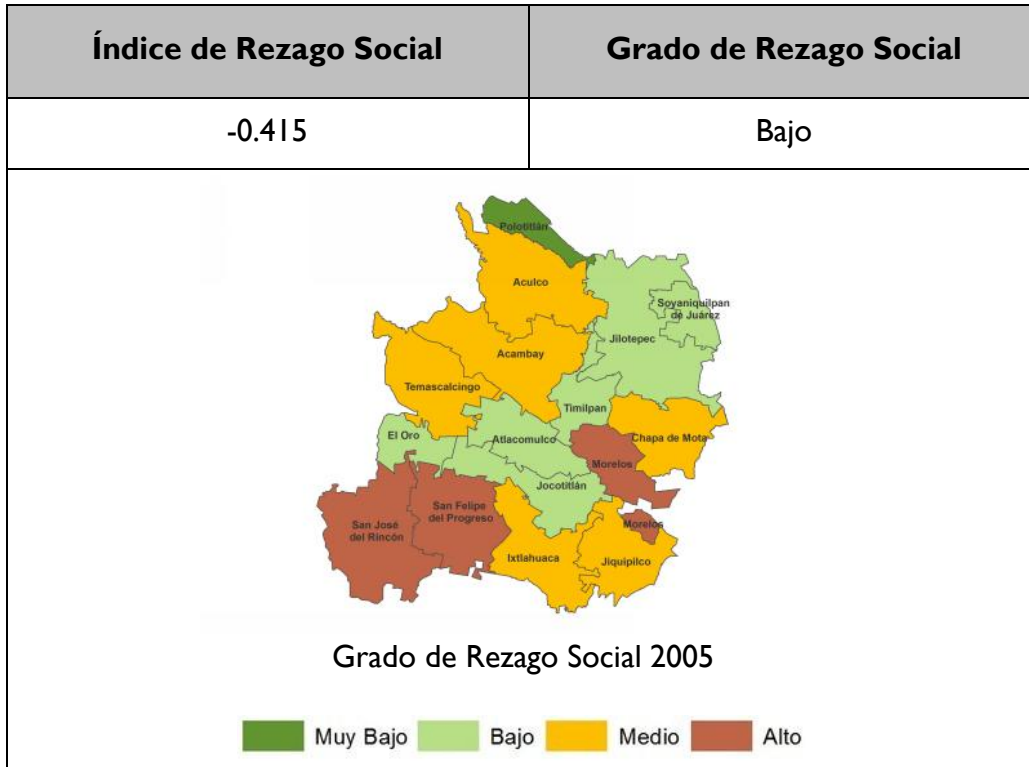 Índice de Rezago Social
Grado de Rezago Social
-0.415
Bajo
Polotitlán
Aculco
Soyaniquilpan
de Juárez
Jilotepec
Acambay
Temascalcingo
Timilpan
El Oro
Atlacomulco
Chapa de Mota
Morelos
Jocotitlán
San Felipe
del Progreso
San José
del Rincón
Morelos
Ixtlahuaca
Jiquipilco
Grado de Rezago Social 2005
Muy Bajo
Bajo
Medio
Alto